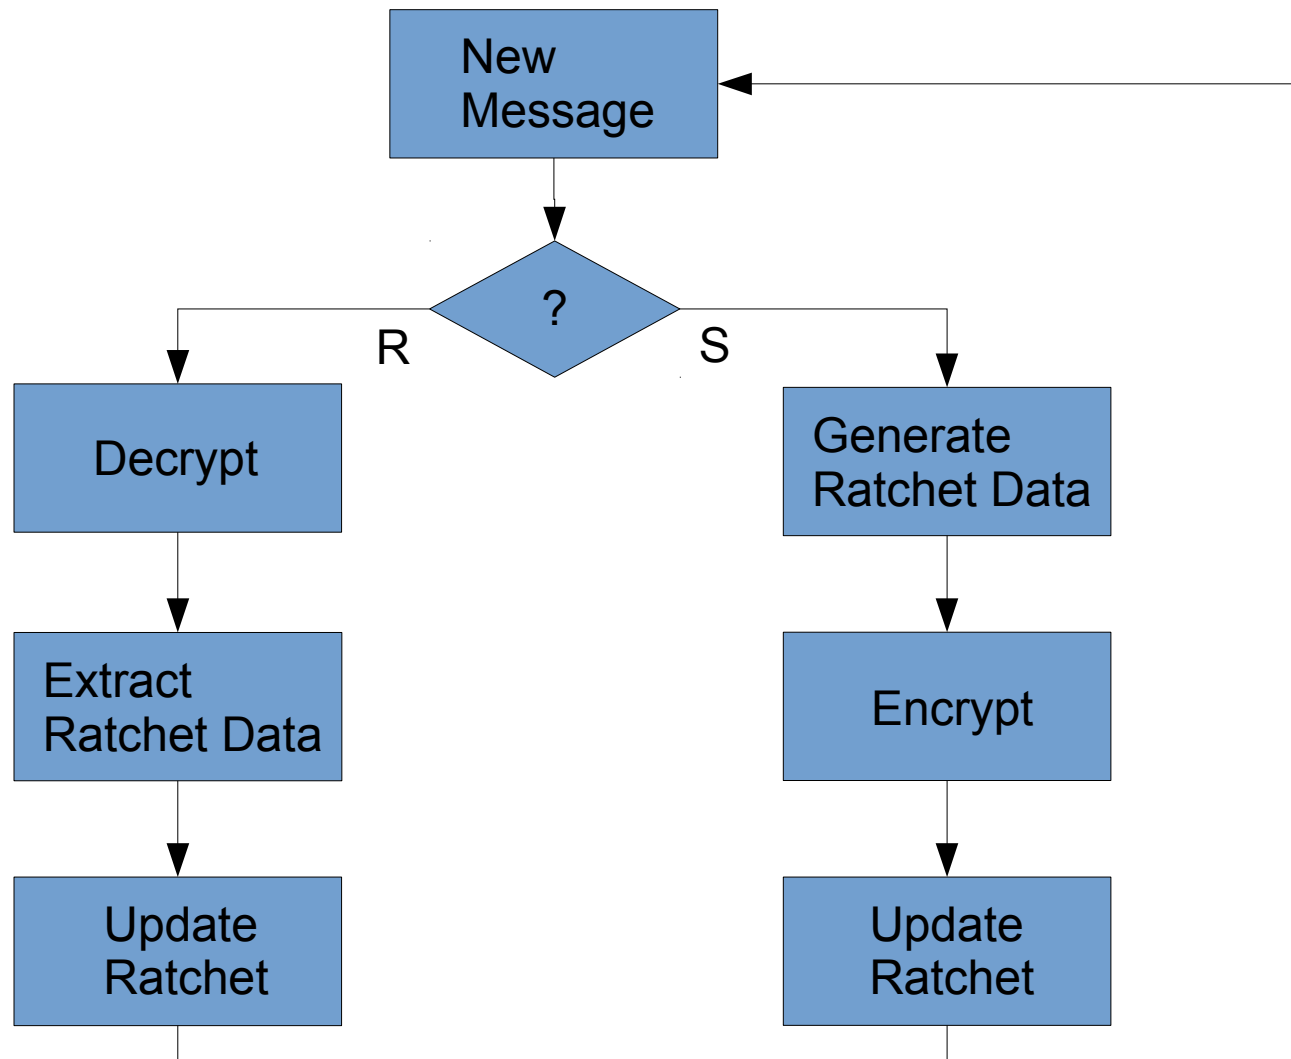 New
Message
?
R
S
Decrypt
Generate
Ratchet Data
Extract
Ratchet Data
Encrypt
Update
Ratchet
Update
Ratchet